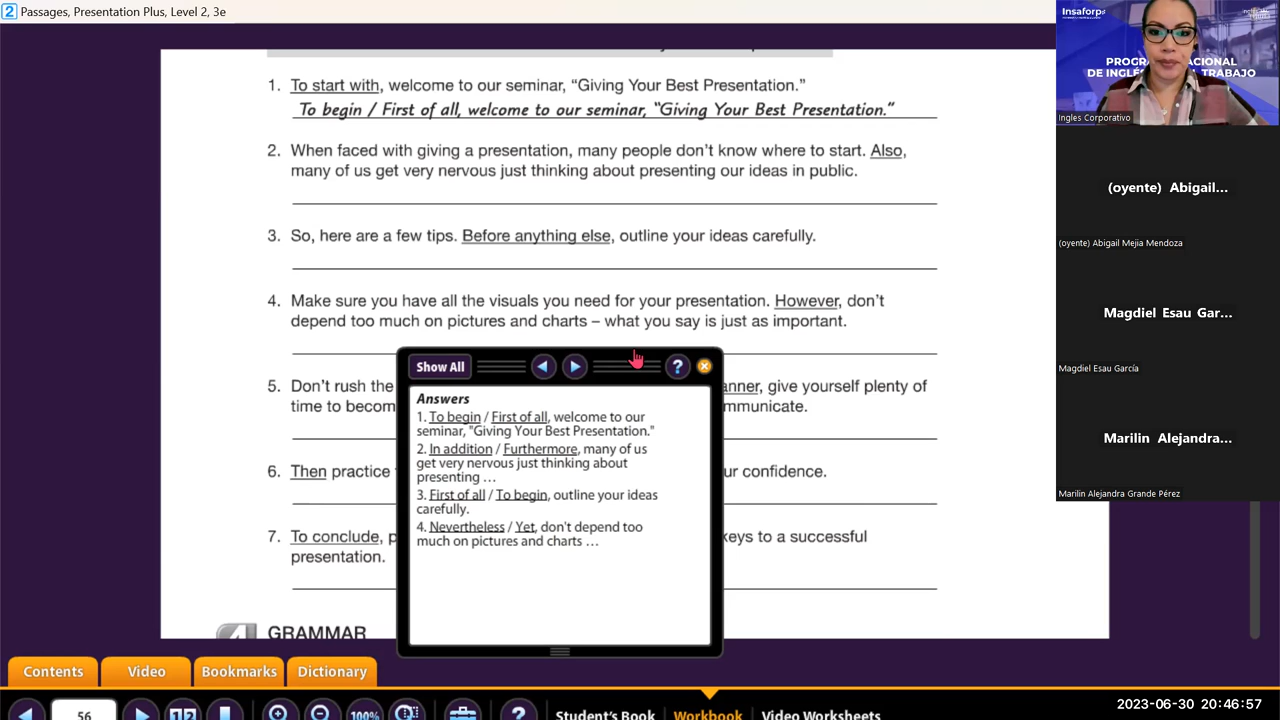 2 Passages, Presentation Plus, Level 2, 3e
1. To start with, welcome to our seminar, “Giving Your Best Presentation.”
To begin / First of all, welcome to our seminar, “Giving Your Best Presentation.”
2. When faced with giving a presentation, many people don’t know where to start. Also,
many of us get very nervous just thinking about presenting our ideas in public.
3. So, here are a few tips. Before anything else, outline your ideas carefully.
4. Make sure you have all the visuals you need for your presentation. However, don’t
depend too much on pictures and charts – what you say is just as important.
5. Don’t rush the anner, give yourself plenty of
time to becom mmunicate.
6. Then practice ur confidence.
7. To conclude, p keys to a successful
presentation.
4 GRAMMAR
Show All ?
Answers
1. To begin / First of all, welcome to our
seminar, "Giving Your Best Presentation."
2. In addition / Furthermore, many of us
get very nervous just thinking about
presenting ...
3. First of all / To begin, outline your ideas
carefully.
4. Nevertheless / Yet, don't depend too
much on pictures and charts ...
Insaforp
PROGR ACIONAL
DE INGLÉS L TRABAJO
Ingles Corporativo
(oyente) Abigail...
(oyente) Abigail Mejia Mendoza
Magdiel Esau Gar...
Magdiel Esau García
Marilin Alejandra...
Marilin Alejandra Grande Pérez
Contents Video Bookmarks Dictionary
56 1 2 100% ? Student's Book Workbook Video Worksheets
2023-06-30 20:46:57